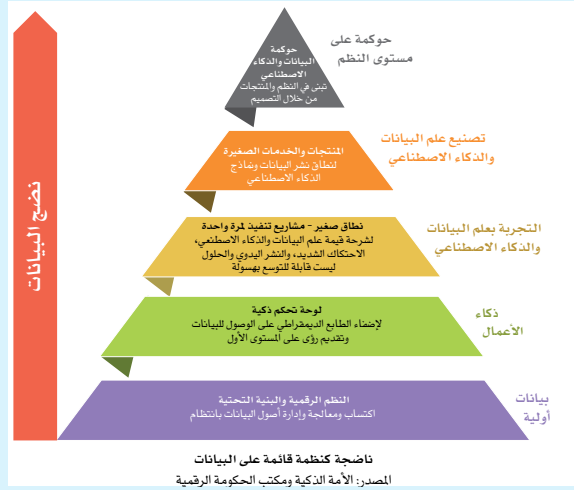 حوكمة على
مستوى النظم
حوكمة
البيانات والذكاء
الاصطناعي
تبنى في النظم والمنتجات
من خلال التصميم
تصنيع علم البيانات
والذكاء الاصطناعي
المنتجات والخدمات الصغيرة
لنطاق نشر البيانات ونماذج
الذكاء الاصطناعي
التجربة بعلم البيانات
والذكاء الاصطناعي
نطاق صغير - مشاريع تنفيذ لمرة واحدة
لشرحة قيمة علم البيانات والذكاء الاصطنعي،
الاحتكاك الشديد، والنشر اليدوي والحلول
ليست قابلة للتوسع بهسولة
ذكاء
الأعمال
لوحة تحكم ذكية
لإضفاء الطابع الديمقراطي على الوصول للبيانات
وتقديم رؤى على المستوى الأول
بيانات
أولية
النظم الرقمية والبنية التحتية
اكتساب ومعالجة وإدارة أصول البيانات بانتظام
نضج البيانات
ناضجة كنظمة قائمة على البيانات
المصدر: الأمة الذكية ومكتب الحكومة الرقمية